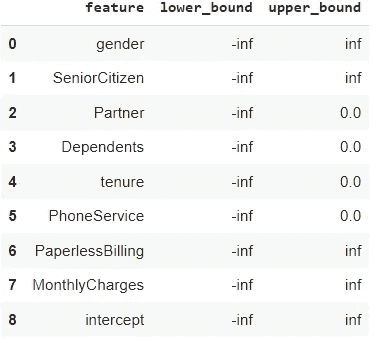 feature lower_bound upper_bound
0 gender -inf inf
1 SeniorCitizen -inf inf
2 Partner -inf 0.0
3 Dependents -inf 0.0
4 tenure -inf 0.0
5 PhoneService -inf 0.0
6 PaperlessBilling -inf inf
7 MonthlyCharges -inf inf
8 intercept -inf inf